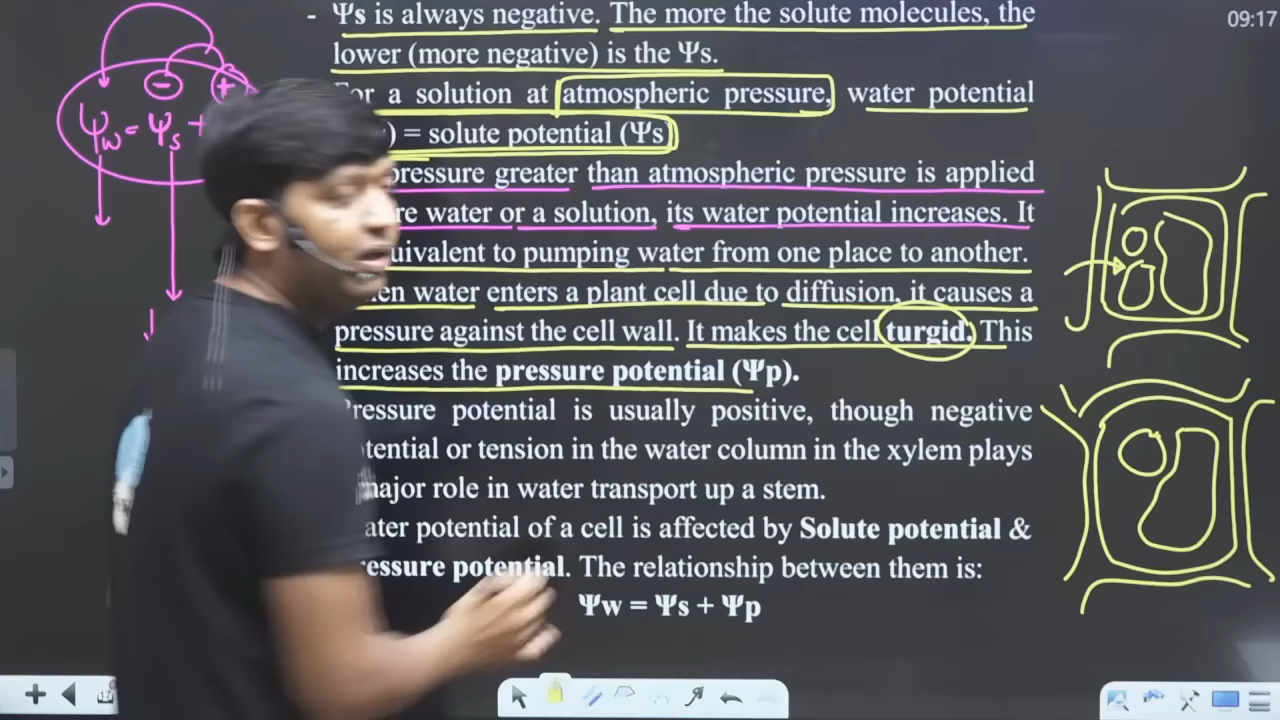 09:17
- Ψs is always negative. The more the solute molecules, the
lower (more negative) is the Ψs.
For a solution at atmospheric pressure, water potential
) = solute potential (Ψs)
pressure greater than atmospheric pressure is applied
water or a solution, its water potential increases. It
to pumping water from one place to another.
water enters a plant cell due to diffusion, it causes a
pressure against the cell wall. It makes the cell turgid. This
increases the pressure potential (Ψp).
Pressure potential is usually positive, though negative
or tension in the water column in the xylem plays
major role in water transport up a stem.
potential of a cell is affected by Solute potential &
potential. The relationship between them is:
Ψw = Ψs + Ψp
- +
Ψw = Ψs +